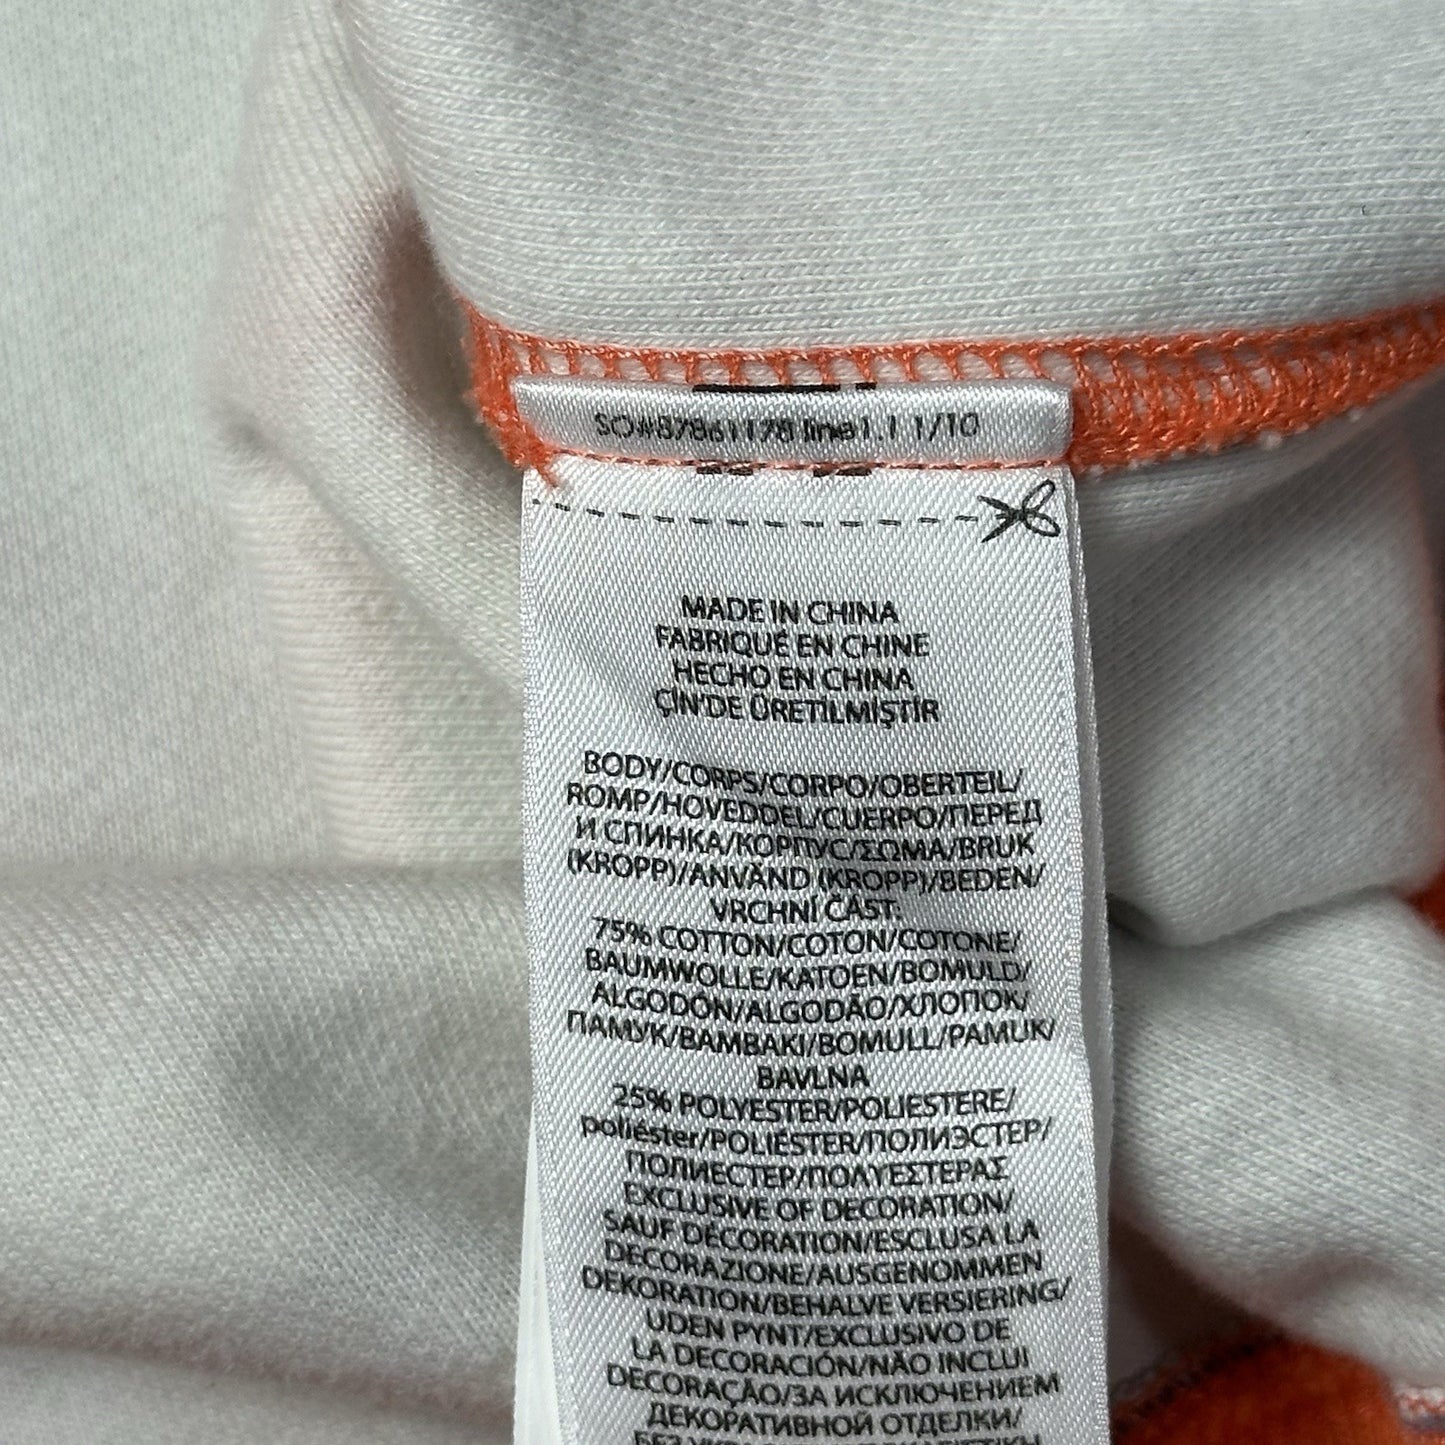 SO#87861178 line1.1 1/10
MADE IN CHINA
FABRIQUÉ EN CHINE
HECHO EN CHINA
ÇİN'DE ÜRETİLMİŞTİR
BODY/CORPS/CORPO/OBERTEIL/
ROMP/HOVEDDEL/CUERPO/ПЕРЕД
И СПИНКА/КОРПУС/ΣΩΜΑ/BRUK
(KROPP)/ANVÄND (KROPP)/BEDEN/
VRCHNÍ ČÁST:
75% COTTON/COTON/COTONE/
BAUMWOLLE/KATOEN/BOMULD/
ALGODÓN/ALGODÃO/ХЛОПОК/
ПАМУК/BAMBAKI/BOMULL/PAMUK/
BAVLNA
25% POLYESTER/POLIESTERE/
poliéster/POLIÉSTER/ПОЛИЭСТЕР/
ПОЛИЕСТЕР/ΠΟΛΥΕΣΤΕΡΑΣ
EXCLUSIVE OF DECORATION/
SAUF DÉCORATION/ESCLUSA LA
DECORAZIONE/AUSGENOMMEN
DEKORATION/BEHALVE VERSIERING/
UDEN PYNT/EXCLUSIVO DE
LA DECORACIÓN/NÃO INCLUI
DECORAÇÃO/ЗА ИСКЛЮЧЕНИЕМ
ДЕКОРАТИВНОЙ ОТДЕЛКИ/